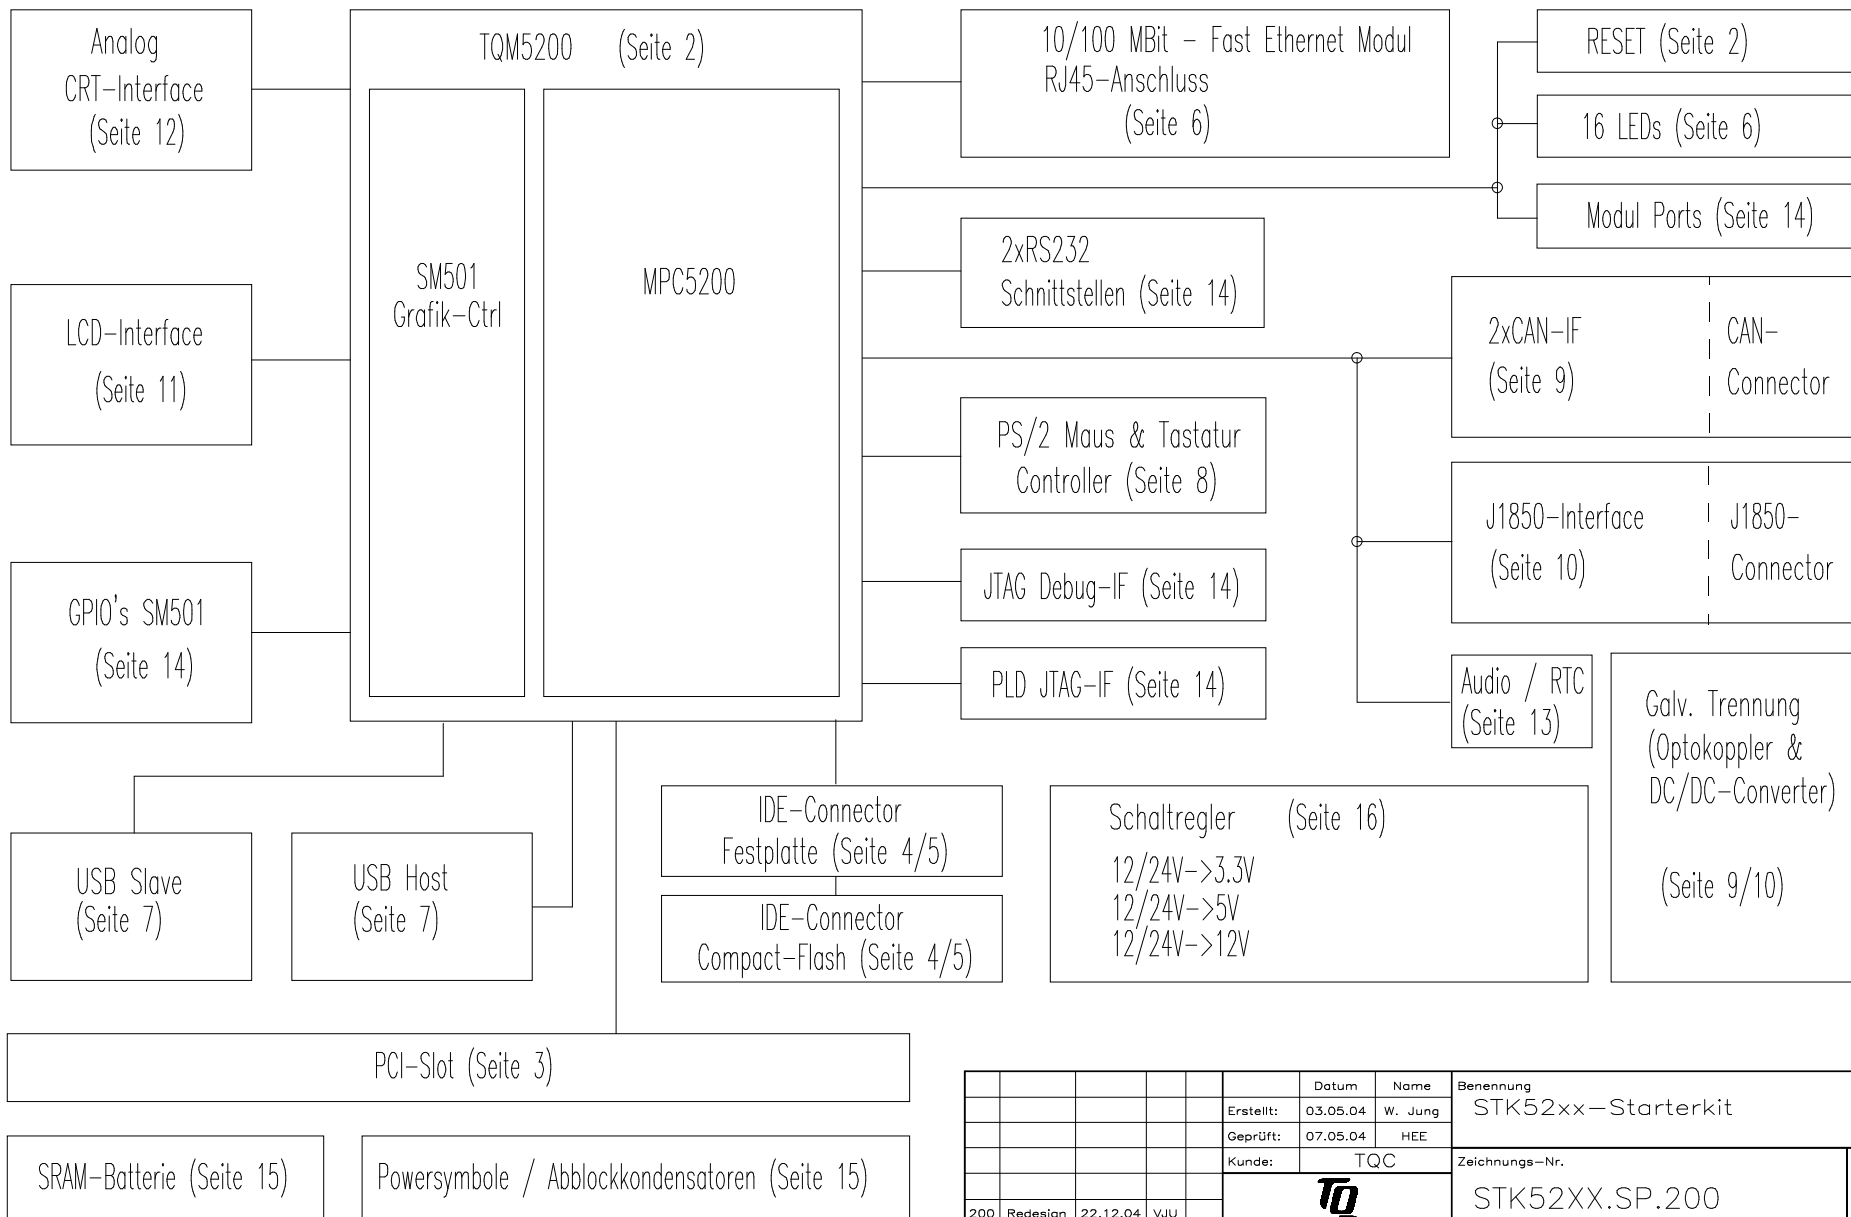 Analog
CRT-Interface
(Seite 12)
TQM5200 (Seite 2)
10/100 MBit - Fast Ethernet Modul
RJ45-Anschluss
(Seite 6)
RESET (Seite 2)
16 LEDs (Seite 6)
Modul Ports (Seite 14)
SM501
Grafik-Ctrl
MPC5200
2xRS232
Schnittstellen (Seite 14)
LCD-Interface
(Seite 11)
2xCAN-IF
(Seite 9)
CAN-
Connector
PS/2 Maus & Tastatur
Controller (Seite 8)
J1850-Interface
(Seite 10)
J1850-
Connector
JTAG Debug-IF (Seite 14)
GPIO's SM501
(Seite 14)
PLD JTAG-IF (Seite 14)
Audio / RTC
(Seite 13)
Galv. Trennung
(Optokoppler &
DC/DC-Converter)
(Seite 9/10)
USB Slave
(Seite 7)
USB Host
(Seite 7)
IDE-Connector
Festplatte (Seite 4/5)
IDE-Connector
Compact-Flash (Seite 4/5)
Schaltregler (Seite 16)
12/24V->3.3V
12/24V->5V
12/24V->12V
PCI-Slot (Seite 3)
SRAM-Batterie (Seite 15)
Powersymbole / Abblockkondensatoren (Seite 15)
Datum Name
Erstellt: 03.05.04 W. Jung
Geprüft: 07.05.04 HEE
Kunde: TQC
Benennung
STK52xx-Starterkit
Zeichnungs-Nr.
STK52XX.SP.200
TQ
200 Redesign 22.12.04 VJU